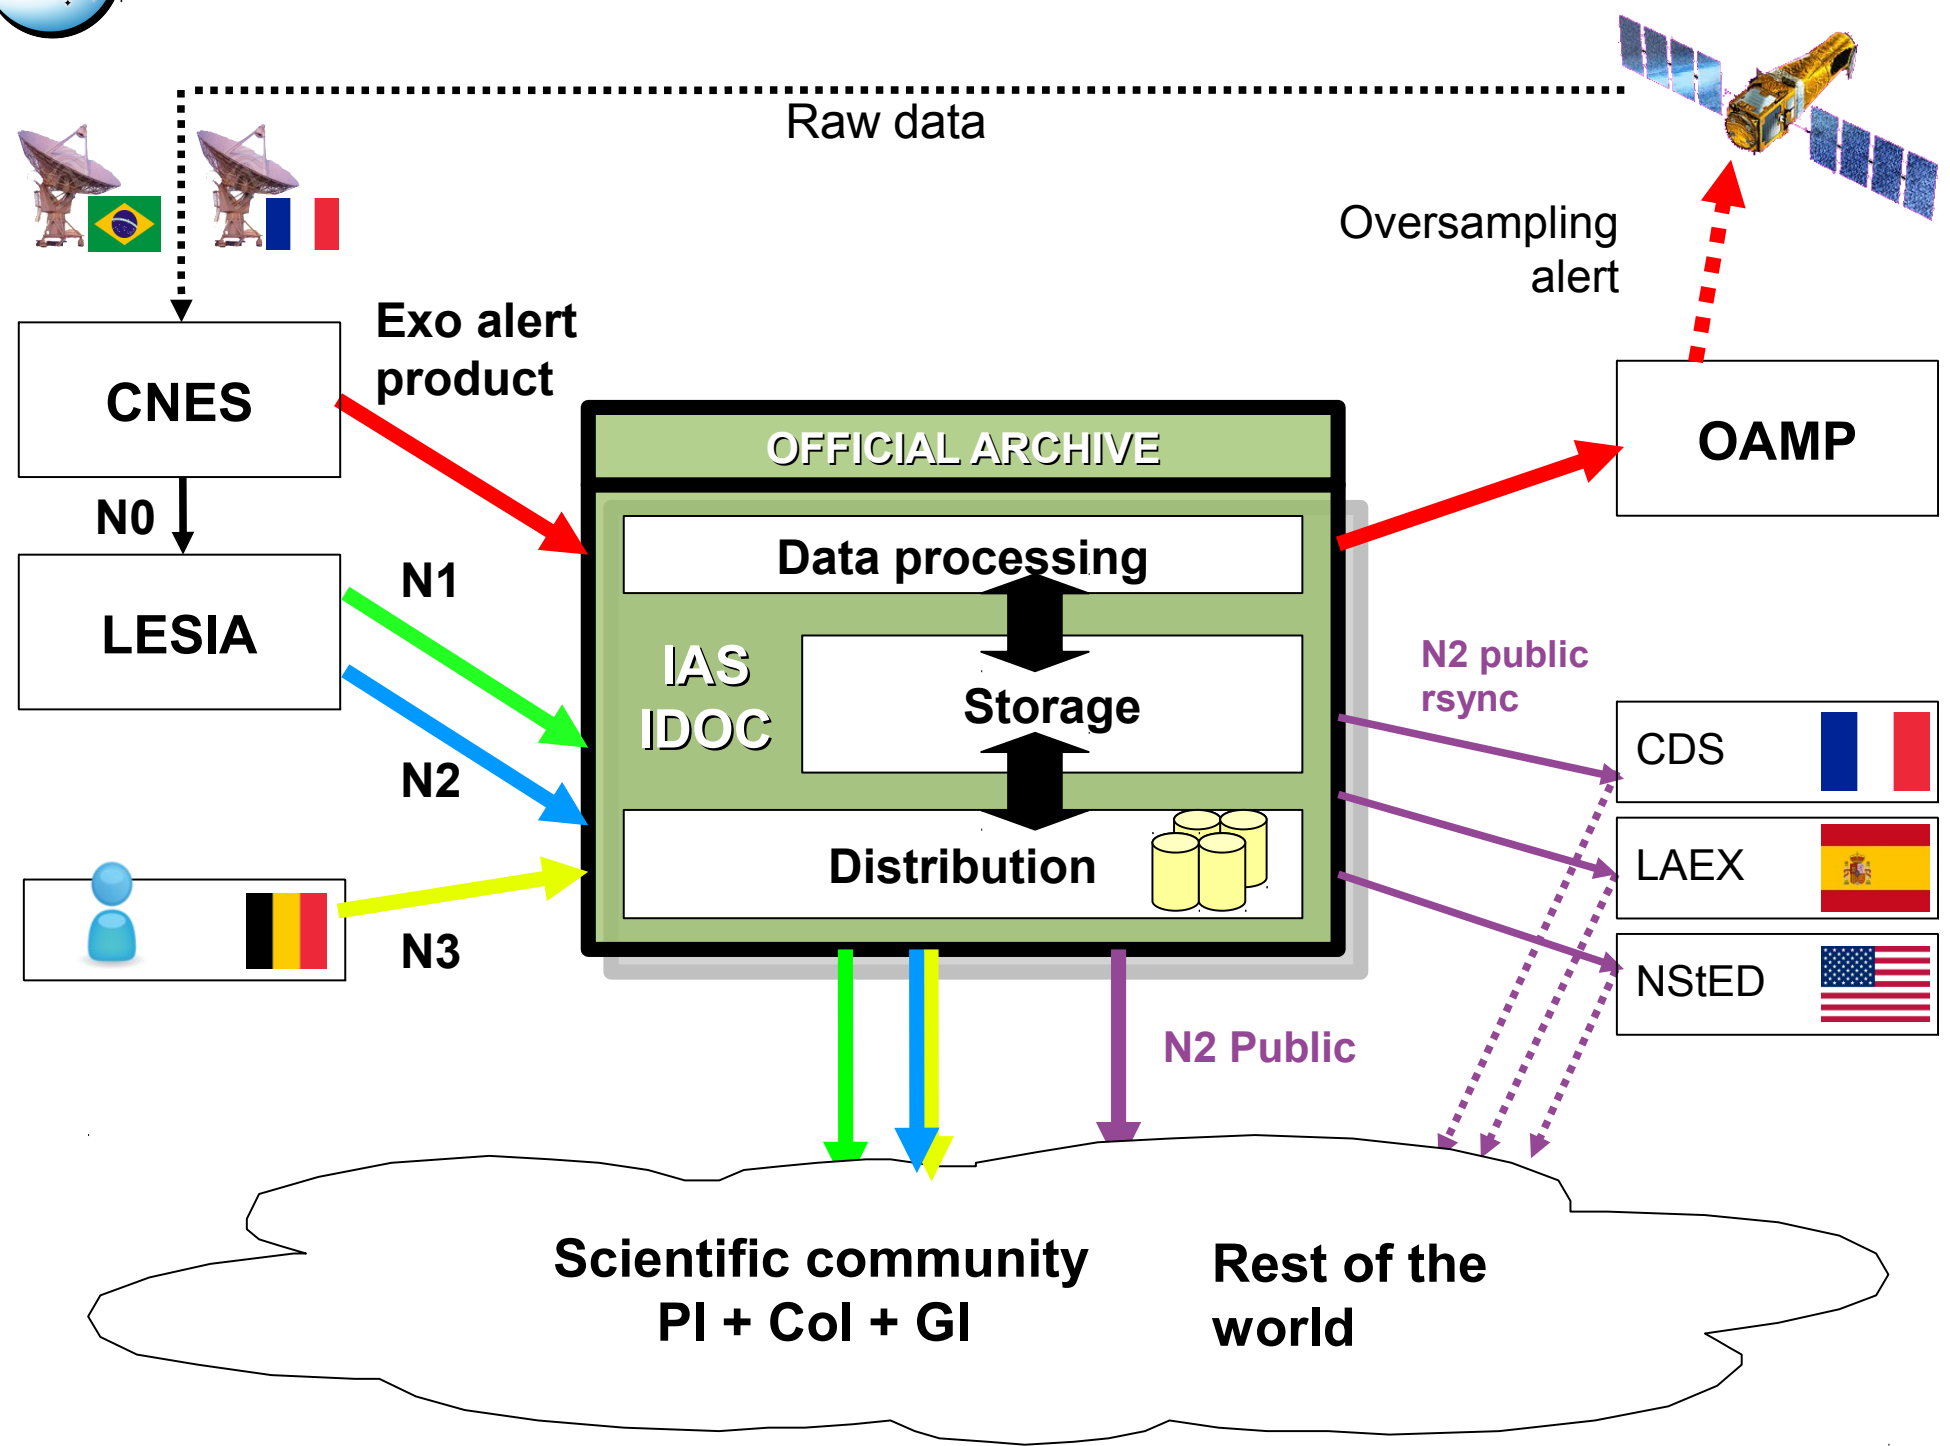 Raw data
Oversampling
alert
Exo alert
product
CNES
OFFICIAL ARCHIVE
OAMP
N0
Data processing
N1
LESIA
IAS
IDOC
Storage
N2 public
rsync
CDS
N2
Distribution
LAEX
N3
NStED
N2 Public
Scientific community
PI + CoI + GI
Rest of the
world